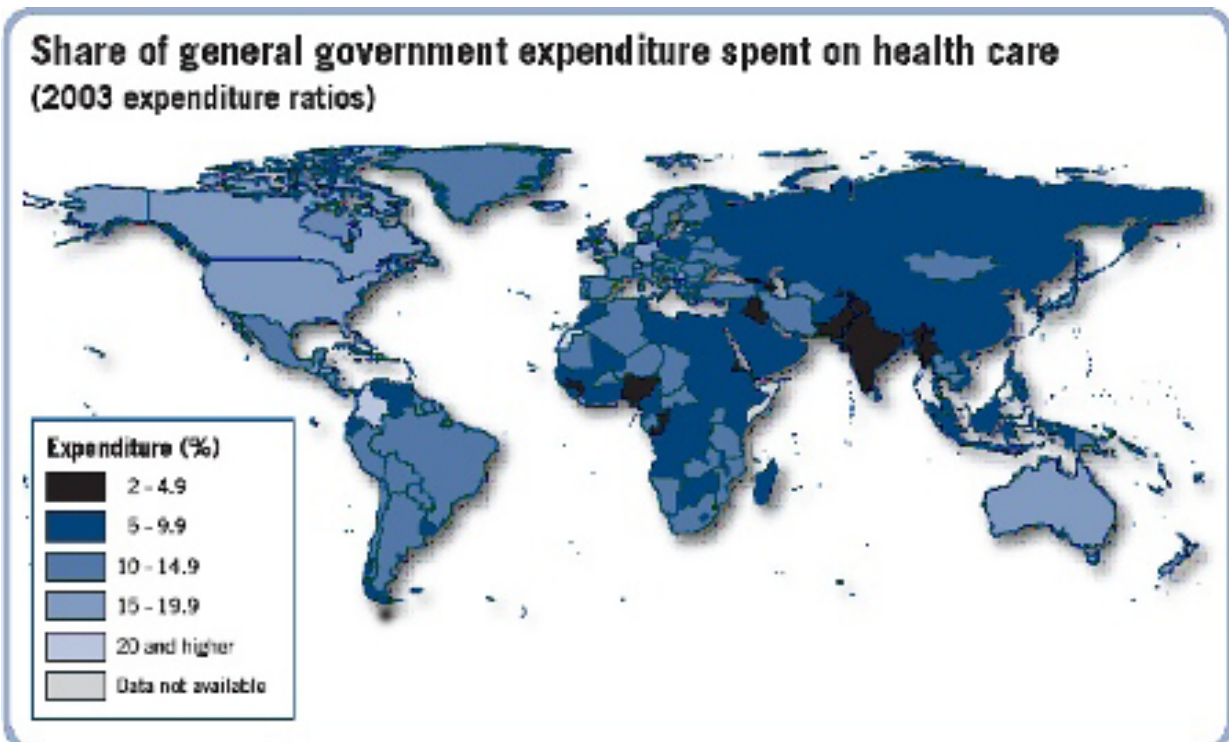 Share of general government expenditure spent on health care
(2003 expenditure ratios)
Expenditure (%)
2 - 4.9
5 - 9.9
10 - 14.9
15 - 19.9
20 and higher
Data not available